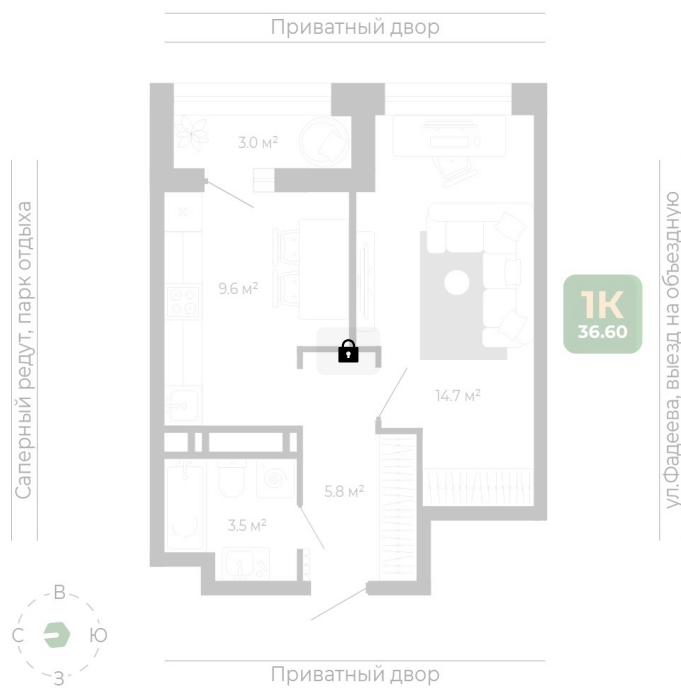 Приватный двор
3.0 м²
Саперный редут, парк отдыха
9.6 м²
ул.Фадеева, выезд на объездную
1К
36.60
14.7 м²
5.8 м²
3.5 м²
В
С
Ю
З
Приватный двор